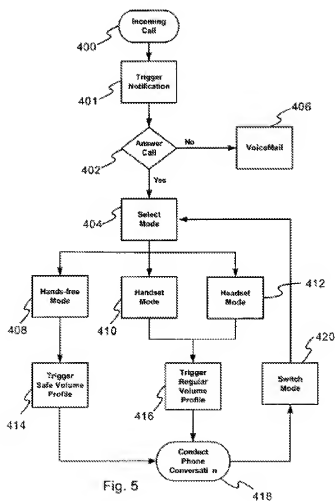 Incoming
Call
400
Trigger
Notification
401
406
Answer
Call
No
VoiceMail
402
Yes
404
Select
Mode
412
Hands-free
Mode
Handset
Mode
Headset
Mode
408
410
420
Trigger
Safe Volume
Profile
Trigger
Regular
Volume
Profile
Switch
Mode
414
416
Conduct
Phone
Conversati n
418
Fig. 5